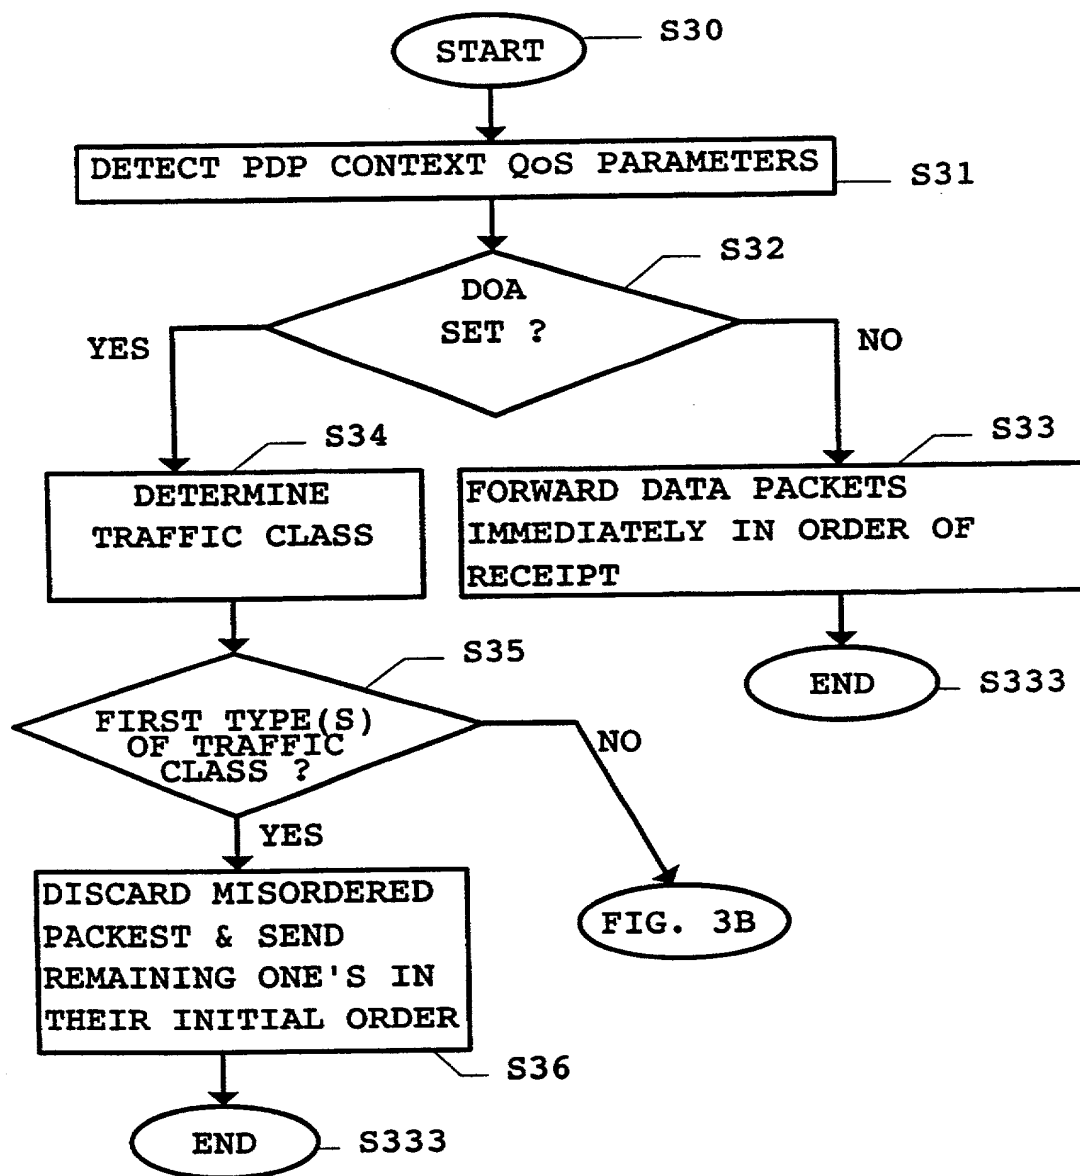 START
S30
DETECT PDP CONTEXT QoS PARAMETERS
S31
S32
DOA
SET ?
YES
NO
S34
S33
DETERMINE
TRAFFIC CLASS
FORWARD DATA PACKETS
IMMEDIATELY IN ORDER OF
RECEIPT
S35
END
S333
FIRST TYPE(S)
OF TRAFFIC
CLASS ?
NO
YES
DISCARD MISORDERED
PACKEST & SEND
REMAINING ONE'S IN
THEIR INITIAL ORDER
FIG. 3B
S36
END
S333